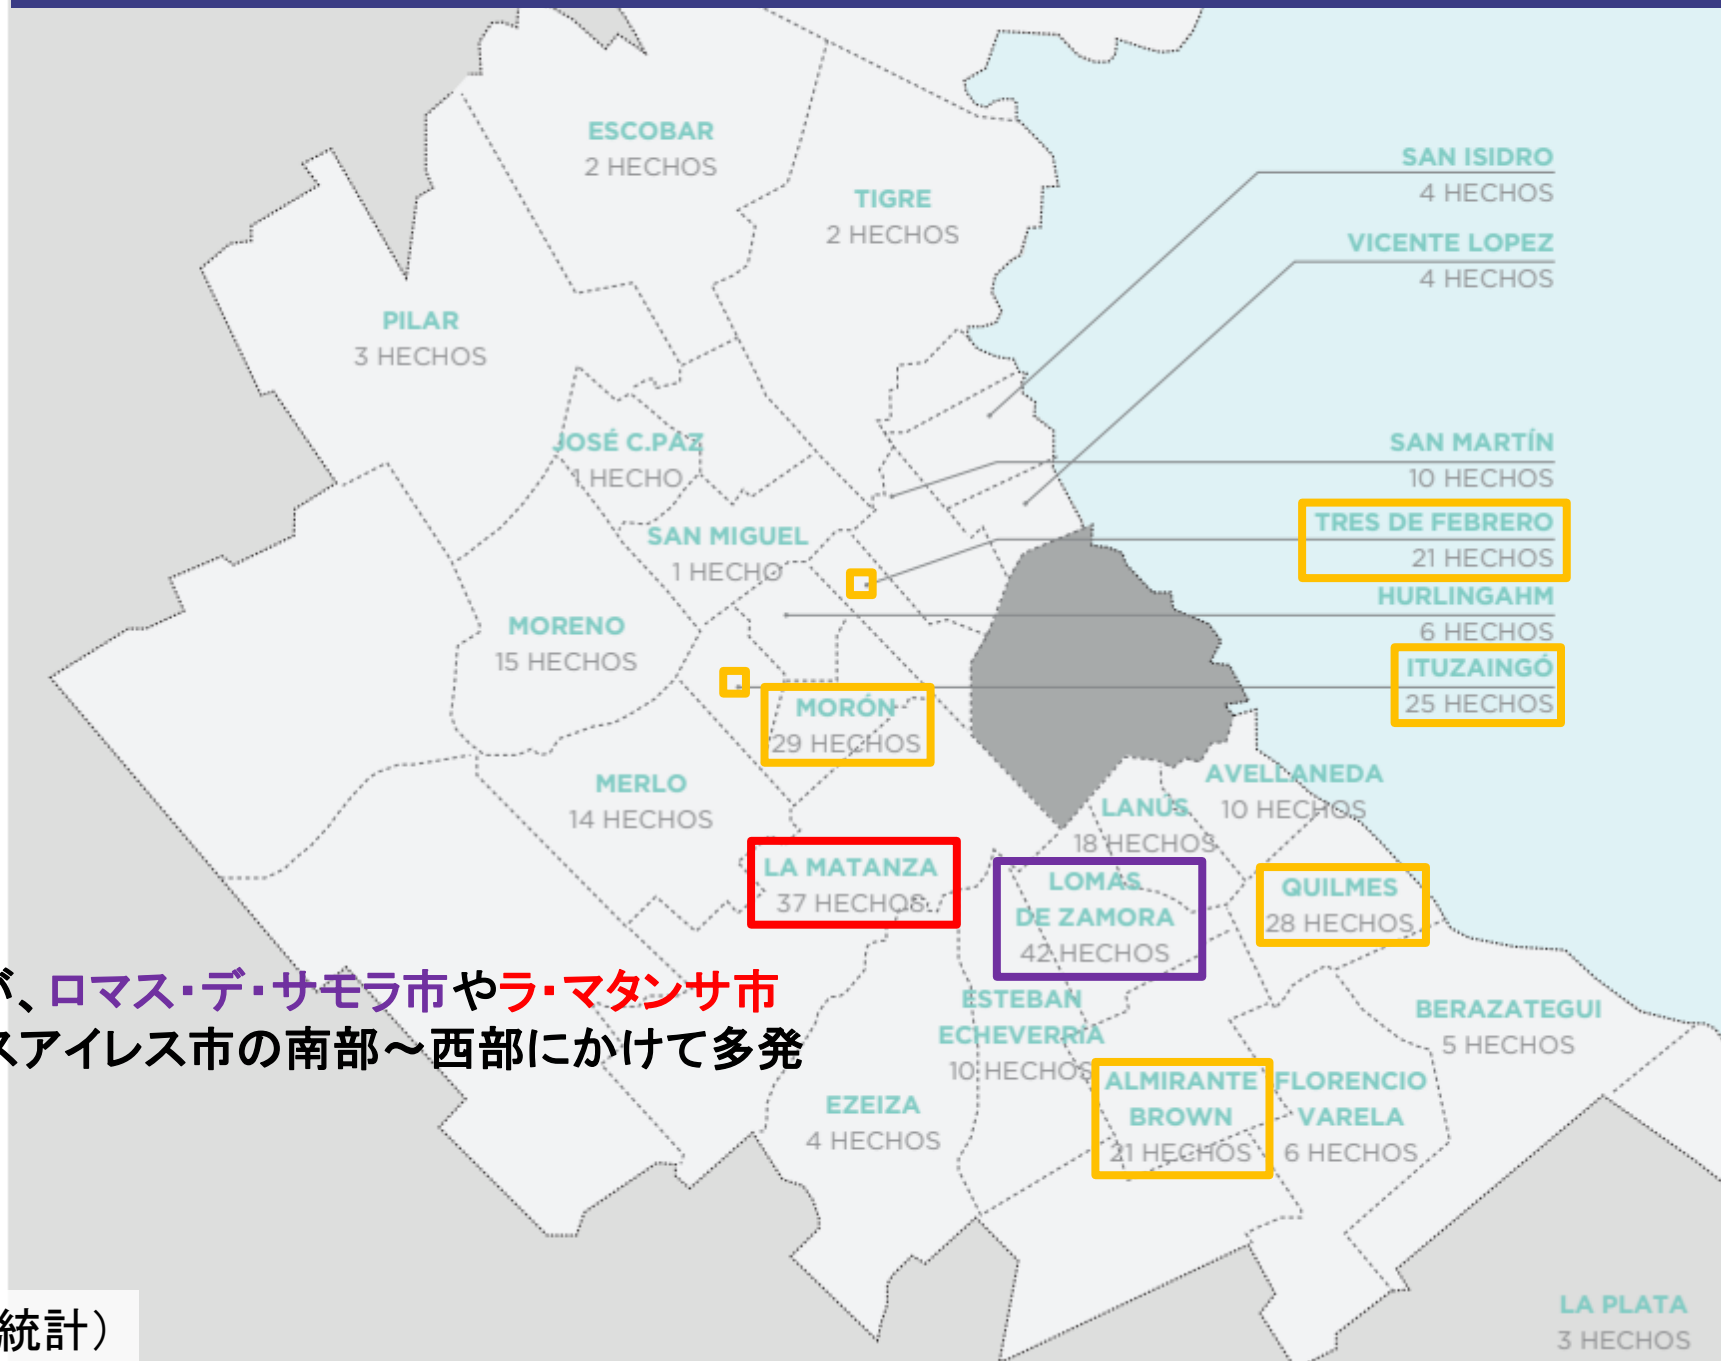 ESCOBAR
2 HECHOS
TIGRE
2 HECHOS
SAN ISIDRO
4 HECHOS
VICENTE LOPEZ
4 HECHOS
PILAR
3 HECHOS
JOSÉ C.PAZ
1 HECHO
SAN MARTÍN
10 HECHOS
TRES DE FEBRERO
21 HECHOS
SAN MIGUEL
1 HECHO
HURLINGAHM
6 HECHOS
MORENO
15 HECHOS
ITUZAINGÓ
25 HECHOS
MORÓN
29 HECHOS
MERLO
14 HECHOS
AVELLANEDA
10 HECHOS
LANÚS
18 HECHOS
LA MATANZA
37 HECHOS
LOMAS
DE ZAMORA
42 HECHOS
QUILMES
28 HECHOS
が、ロマス・デ・サモラ市やラ・マタンサ市
スアイレス市の南部～西部にかけて多発
ESTEBAN
ECHEVERRIA
10 HECHOS
BERAZATEGUI
5 HECHOS
EZEIZA
4 HECHOS
ALMIRANTE
BROWN
21 HECHOS
FLORENCIO
VARELA
6 HECHOS
LA PLATA
3 HECHOS
統計）